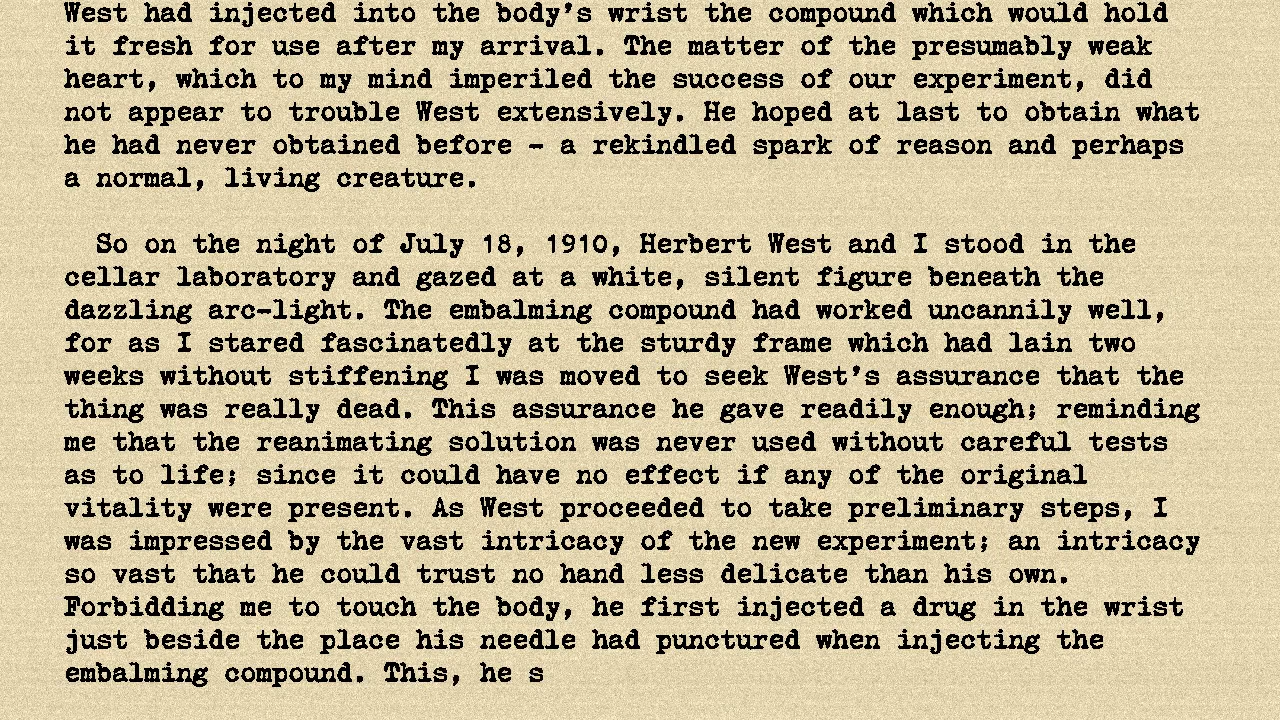 West had injected into the body's wrist the compound which would hold
it fresh for use after my arrival. The matter of the presumably weak
heart, which to my mind imperiled the success of our experiment, did
not appear to trouble West extensively. He hoped at last to obtain what
he had never obtained before - a rekindled spark of reason and perhaps
a normal, living creature.
So on the night of July 18, 1910, Herbert West and I stood in the
cellar laboratory and gazed at a white, silent figure beneath the
dazzling arc-light. The embalming compound had worked uncannily well,
for as I stared fascinatedly at the sturdy frame which had lain two
weeks without stiffening I was moved to seek West's assurance that the
thing was really dead. This assurance he gave readily enough; reminding
me that the reanimating solution was never used without careful tests
as to life; since it could have no effect if any of the original
vitality were present. As West proceeded to take preliminary steps, I
was impressed by the vast intricacy of the new experiment; an intricacy
so vast that he could trust no hand less delicate than his own.
Forbidding me to touch the body, he first injected a drug in the wrist
just beside the place his needle had punctured when injecting the
embalming compound. This, he s